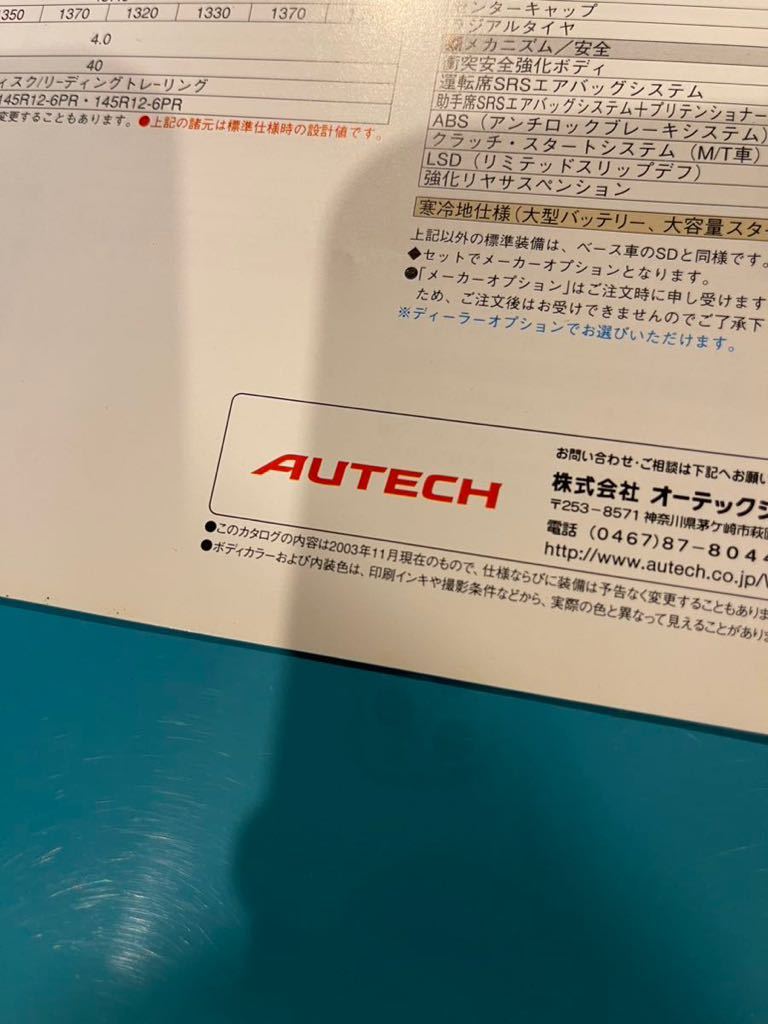 1350 1370 1320 1330 1370
4.0
40
ィスク/リーディングトレーリング
145R12-6PR・145R12-6PR
変更することもあります。●上記の諸元は標準仕様時の設計値です。
センターキャップ
ラジアルタイヤ
メカニズム／安全
衝突安全強化ボディ
運転席SRSエアバッグシステム
助手席SRSエアバッグシステム＋プリテンショナー
ABS（アンチロックブレーキシステム）
クラッチ・スタートシステム（M/T車）
LSD（リミテッドスリップデフ）
強化リヤサスペンション
寒冷地仕様（大型バッテリー、大容量スター
上記以外の標準装備は、ベース車のSDと同様です。
◆セットでメーカーオプションとなります。
●「メーカーオプション」はご注文時に申し受けます
ため、ご注文後はお受けできませんのでご了承下
※ディーラーオプションでお選びいただけます。
AUTECH
お問い合わせ・ご相談は下記へお願い
株式会社 オーテックジ
〒253-8571 神奈川県茅ケ崎市萩園
電話 （0467）87-8044
http://www.autech.co.jp/
●このカタログの内容は2003年11月現在のもので、仕様ならびに装備は予告なく変更することもありま
●ボディカラーおよび内装色は、印刷インキや撮影条件などから、実際の色と異なって見えることがありま